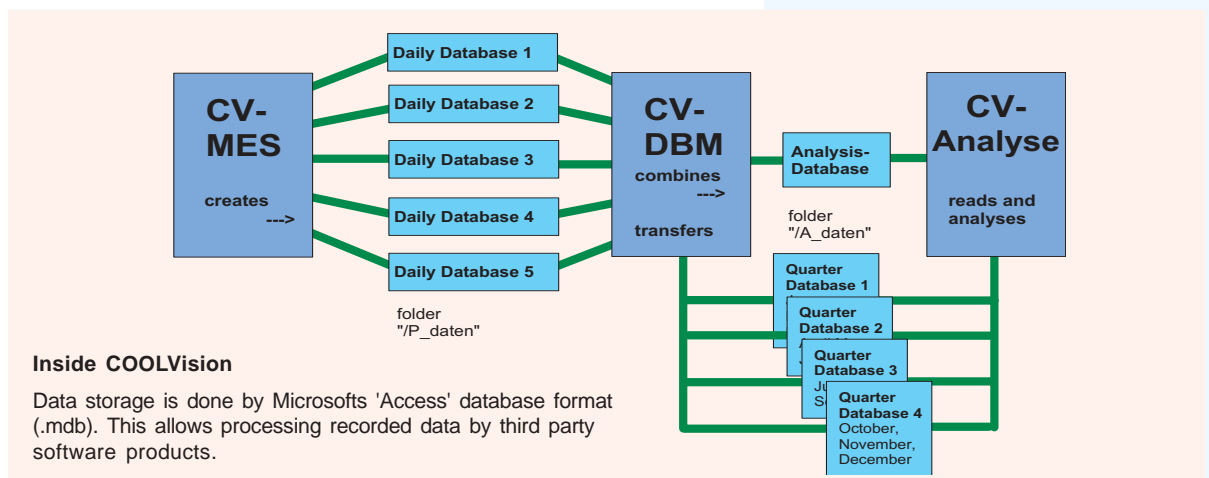 CV-
MES
creates
--->
Daily Database 1
Daily Database 2
Daily Database 3
Daily Database 4
Daily Database 5
folder
"/P_daten"
CV-
DBM
combines
--->
transfers
Analysis-
Database
folder
"/A_daten"
CV-
Analyse
reads and
analyses
Quarter
Database 1
Quarter
Database 2
Quarter
Database 3
Quarter
Database 4
October,
November,
December
Inside COOLVision
Data storage is done by Microsofts 'Access' database format
(.mdb). This allows processing recorded data by third party
software products.